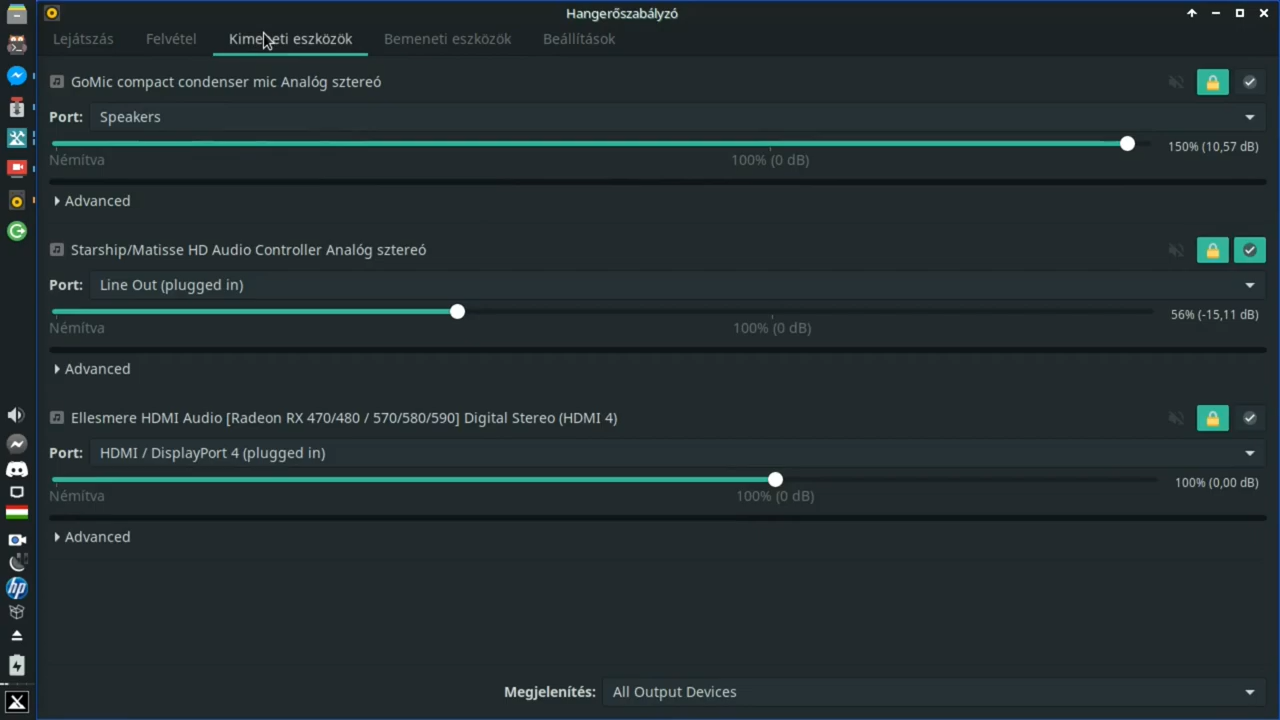 Hangerőszabályzó
Lejátszás Felvétel Kimeneti eszközök Bemeneti eszközök Beállítások
GoMic compact condenser mic Analóg sztereó
Port: Speakers
150% (10,57 dB)
Némítva 100% (0 dB)
Advanced
Starship/Matisse HD Audio Controller Analóg sztereó
Port: Line Out (plugged in)
56% (-15,11 dB)
Némítva 100% (0 dB)
Advanced
Ellesmere HDMI Audio [Radeon RX 470/480 / 570/580/590] Digital Stereo (HDMI 4)
Port: HDMI / DisplayPort 4 (plugged in)
100% (0,00 dB)
Némítva 100% (0 dB)
Advanced
hp
Megjelenítés: All Output Devices